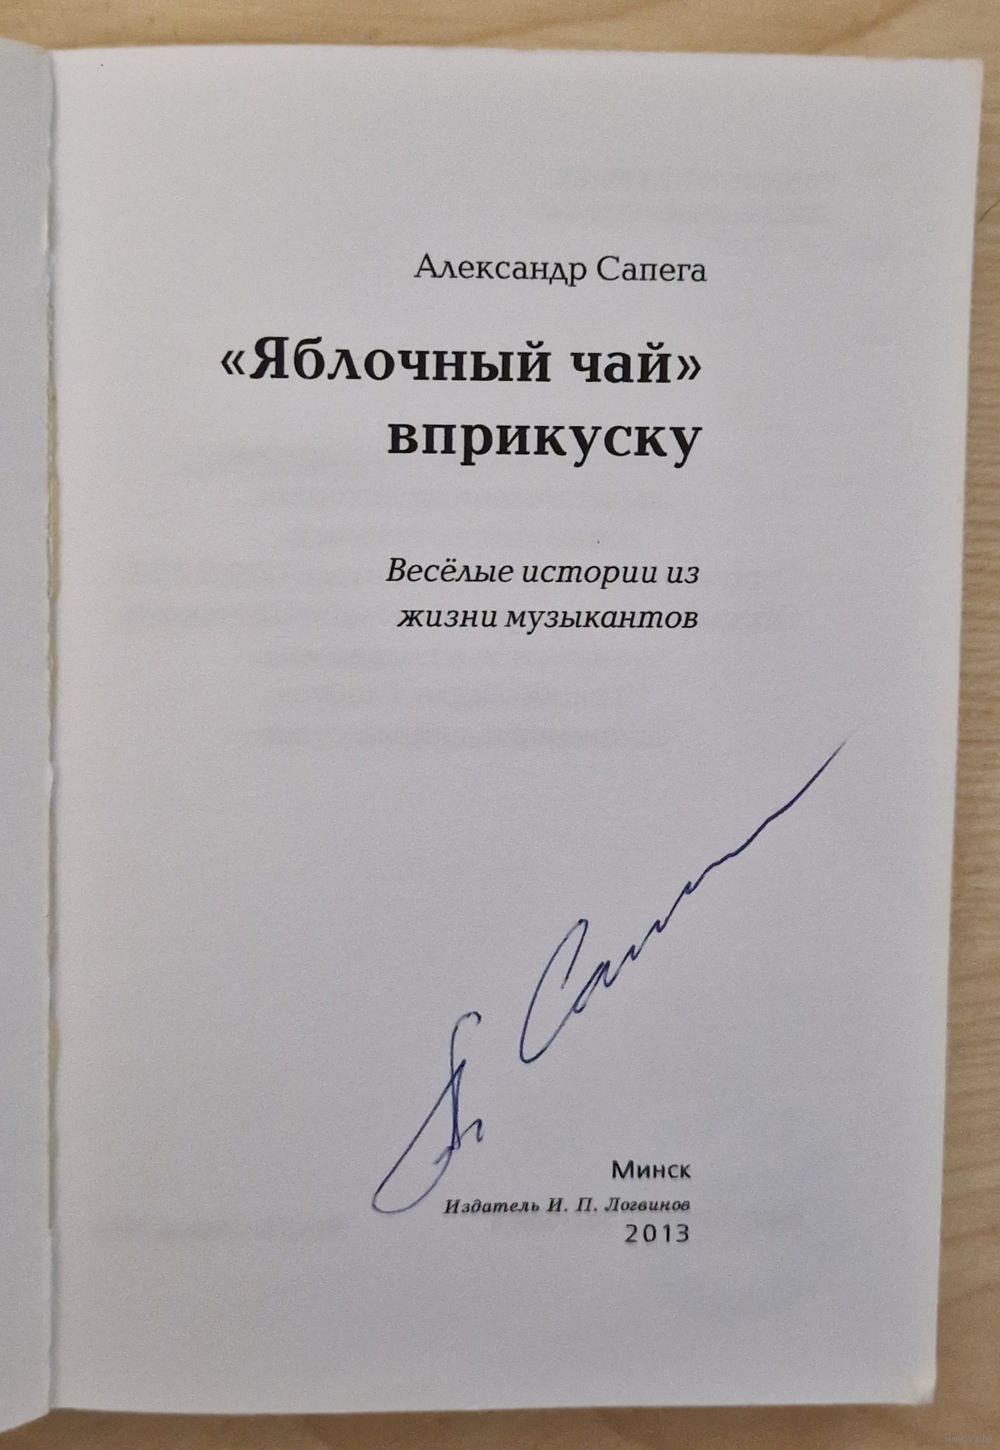 Александр Сапега
«Яблочный чай»
вприкуску
Весёлые истории из
жизни музыкантов
Минск
Издатель И. П. Логвинов
2013